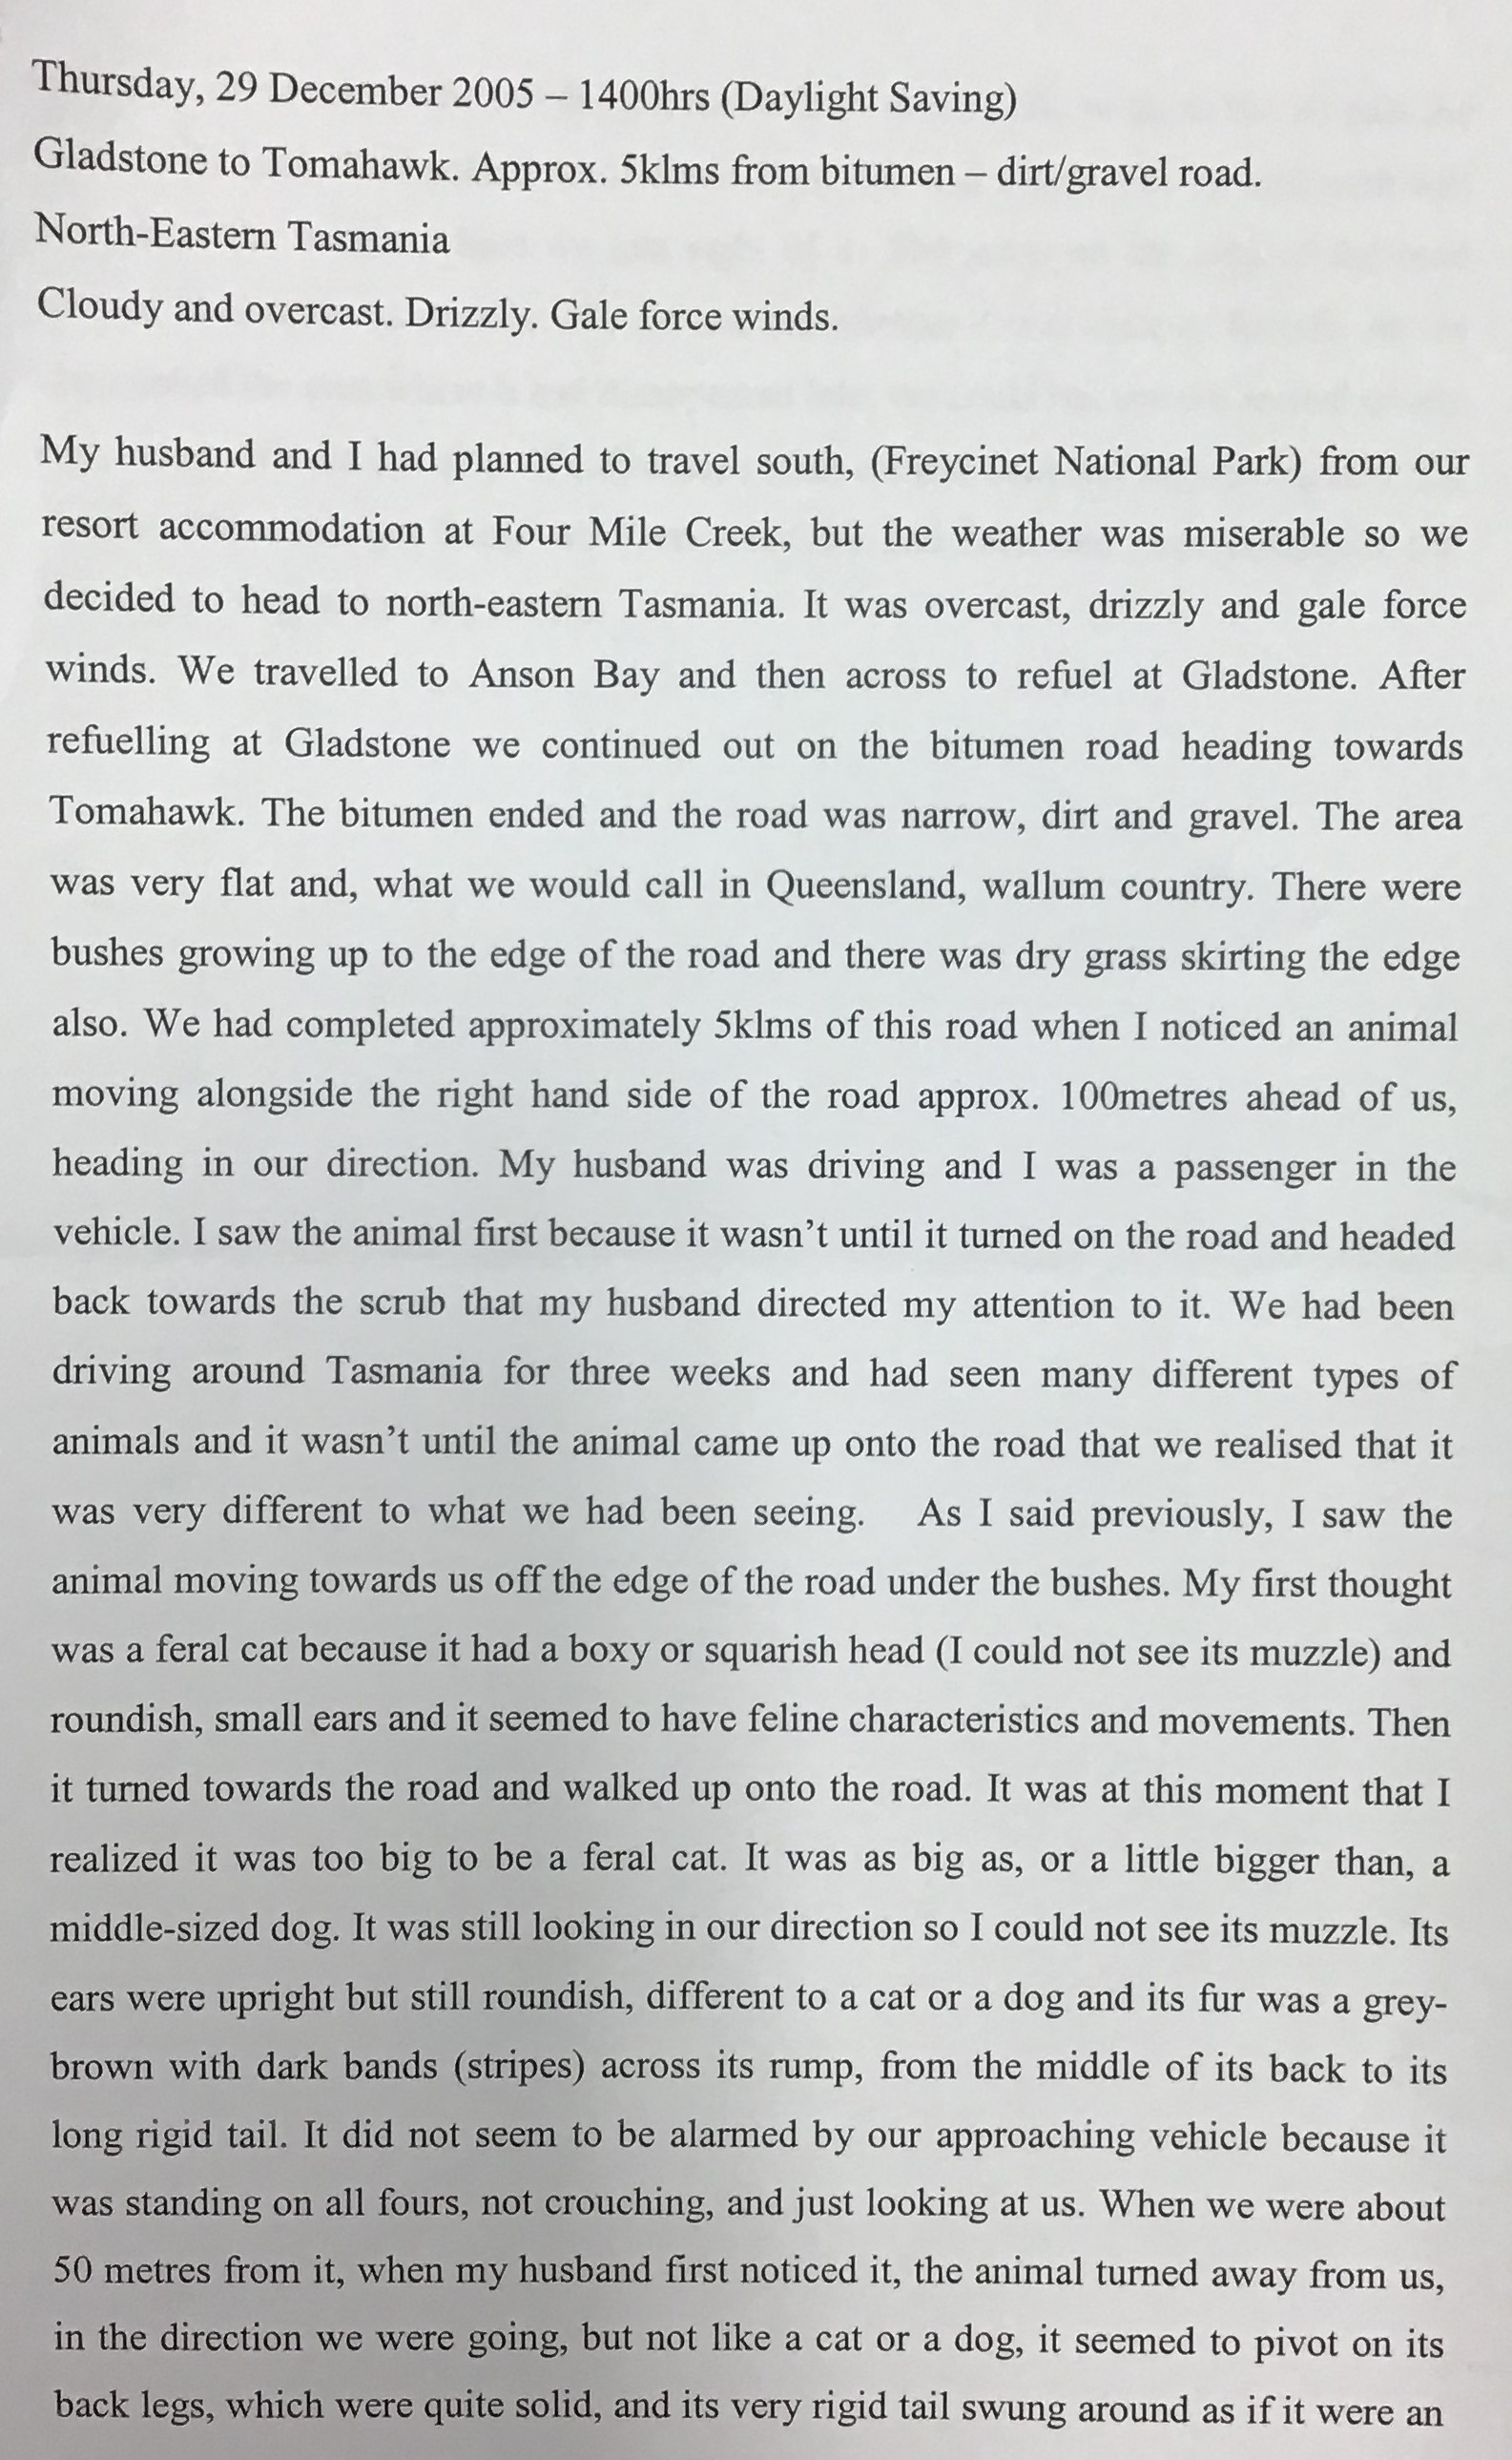 Thursday, 29 December 2005 – 1400hrs (Daylight Saving)
Gladstone to Tomahawk. Approx. 5klms from bitumen – dirt/gravel road.
North-Eastern Tasmania
Cloudy and overcast. Drizzly. Gale force winds.
My husband and I had planned to travel south, (Freycinet National Park) from our
resort accommodation at Four Mile Creek, but the weather was miserable so we
decided to head to north-eastern Tasmania. It was overcast, drizzly and gale force
winds. We travelled to Anson Bay and then across to refuel at Gladstone. After
refuelling at Gladstone we continued out on the bitumen road heading towards
Tomahawk. The bitumen ended and the road was narrow, dirt and gravel. The area
was very flat and, what we would call in Queensland, wallum country. There were
bushes growing up to the edge of the road and there was dry grass skirting the edge
also. We had completed approximately 5klms of this road when I noticed an animal
moving alongside the right hand side of the road approx. 100metres ahead of us,
heading in our direction. My husband was driving and I was a passenger in the
vehicle. I saw the animal first because it wasn’t until it turned on the road and headed
back towards the scrub that my husband directed my attention to it. We had been
driving around Tasmania for three weeks and had seen many different types of
animals and it wasn’t until the animal came up onto the road that we realised that it
was very different to what we had been seeing.   As I said previously, I saw the
animal moving towards us off the edge of the road under the bushes. My first thought
was a feral cat because it had a boxy or squarish head (I could not see its muzzle) and
roundish, small ears and it seemed to have feline characteristics and movements. Then
it turned towards the road and walked up onto the road. It was at this moment that I
realized it was too big to be a feral cat. It was as big as, or a little bigger than, a
middle-sized dog. It was still looking in our direction so I could not see its muzzle. Its
ears were upright but still roundish, different to a cat or a dog and its fur was a grey-
brown with dark bands (stripes) across its rump, from the middle of its back to its
long rigid tail. It did not seem to be alarmed by our approaching vehicle because it
was standing on all fours, not crouching, and just looking at us. When we were about
50 metres from it, when my husband first noticed it, the animal turned away from us,
in the direction we were going, but not like a cat or a dog, it seemed to pivot on its
back legs, which were quite solid, and its very rigid tail swung around as if it were an